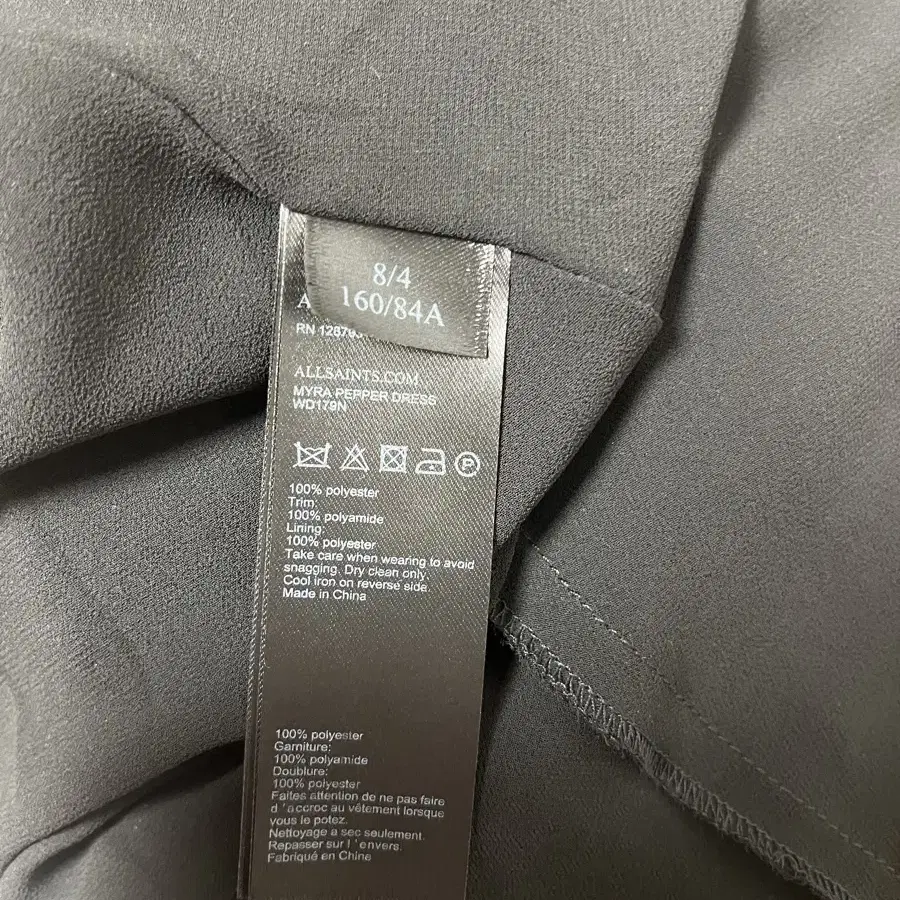 8/4
160/84A
A
RN 12679
ALLSAINTS.COM
MYRA PEPPER DRESS
WD179N
P
100% polyester
Trim:
100% polyamide
Lining:
100% polyester
Take care when wearing to avoid
snagging. Dry clean only.
Cool iron on reverse side.
Made in China
100% polyester
Garniture:
100% polyamide
Doublure:
100% polyester
Faites attention de ne pas faire
d'accroc au vêtement lorsque
vous le potez.
Nettoyage a sec seulement.
Repasser sur l'envers.
Fabriqué en China